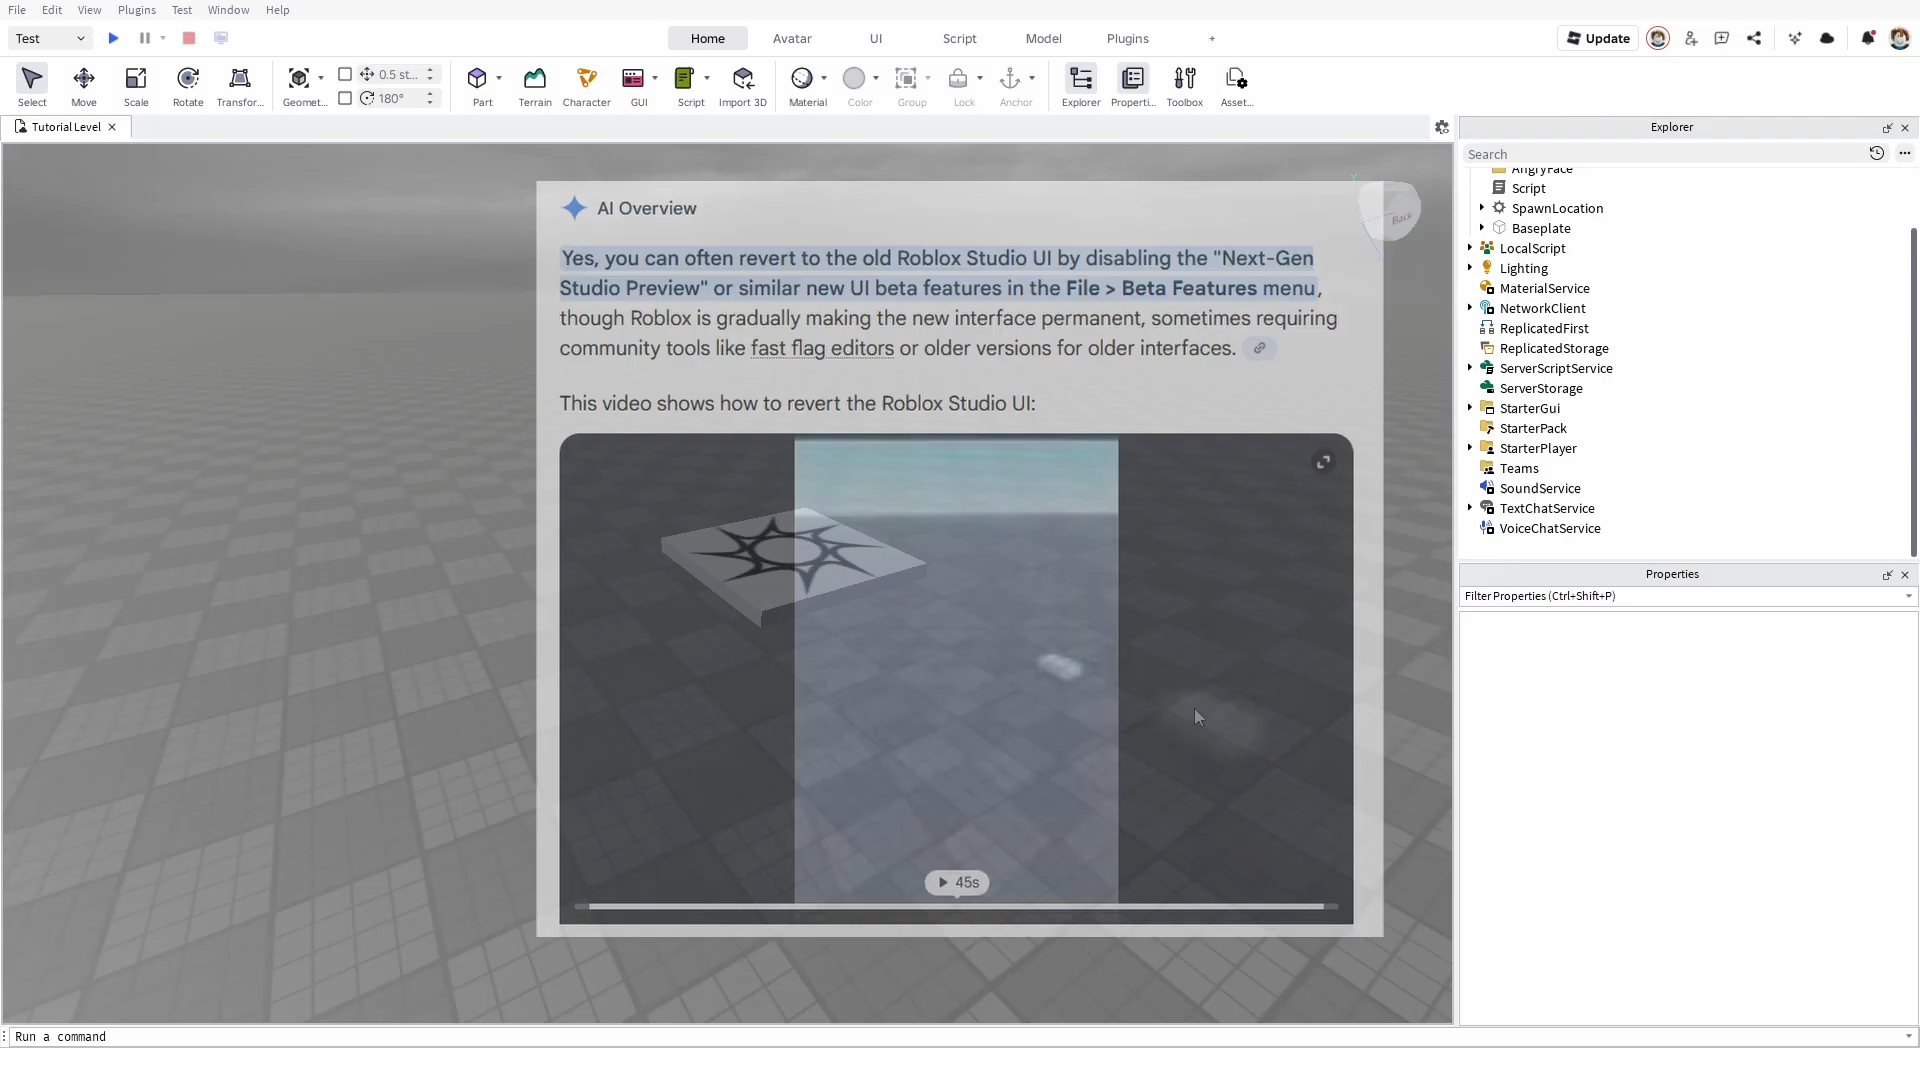 File Edit View Plugins Test Window Help
Test Home Avatar UI Script Model Plugins + Update
0.5 st...
180°
Select Move Scale Rotate Transfor... Geomet... Part Terrain Character GUI Script Import 3D Material Color Group Lock Anchor Explorer Properti... Toolbox Asset...
Tutorial Level
Explorer
Search
AngryFace
Script
SpawnLocation
Baseplate
LocalScript
Lighting
MaterialService
NetworkClient
ReplicatedFirst
ReplicatedStorage
ServerScriptService
ServerStorage
StarterGui
StarterPack
StarterPlayer
Teams
SoundService
TextChatService
VoiceChatService
Properties
Filter Properties (Ctrl+Shift+P)
Y
Back
AI Overview
Yes, you can often revert to the old Roblox Studio UI by disabling the "Next-Gen
Studio Preview" or similar new UI beta features in the File > Beta Features menu,
though Roblox is gradually making the new interface permanent, sometimes requiring
community tools like fast flag editors or older versions for older interfaces.
This video shows how to revert the Roblox Studio UI:
45s
Run a command